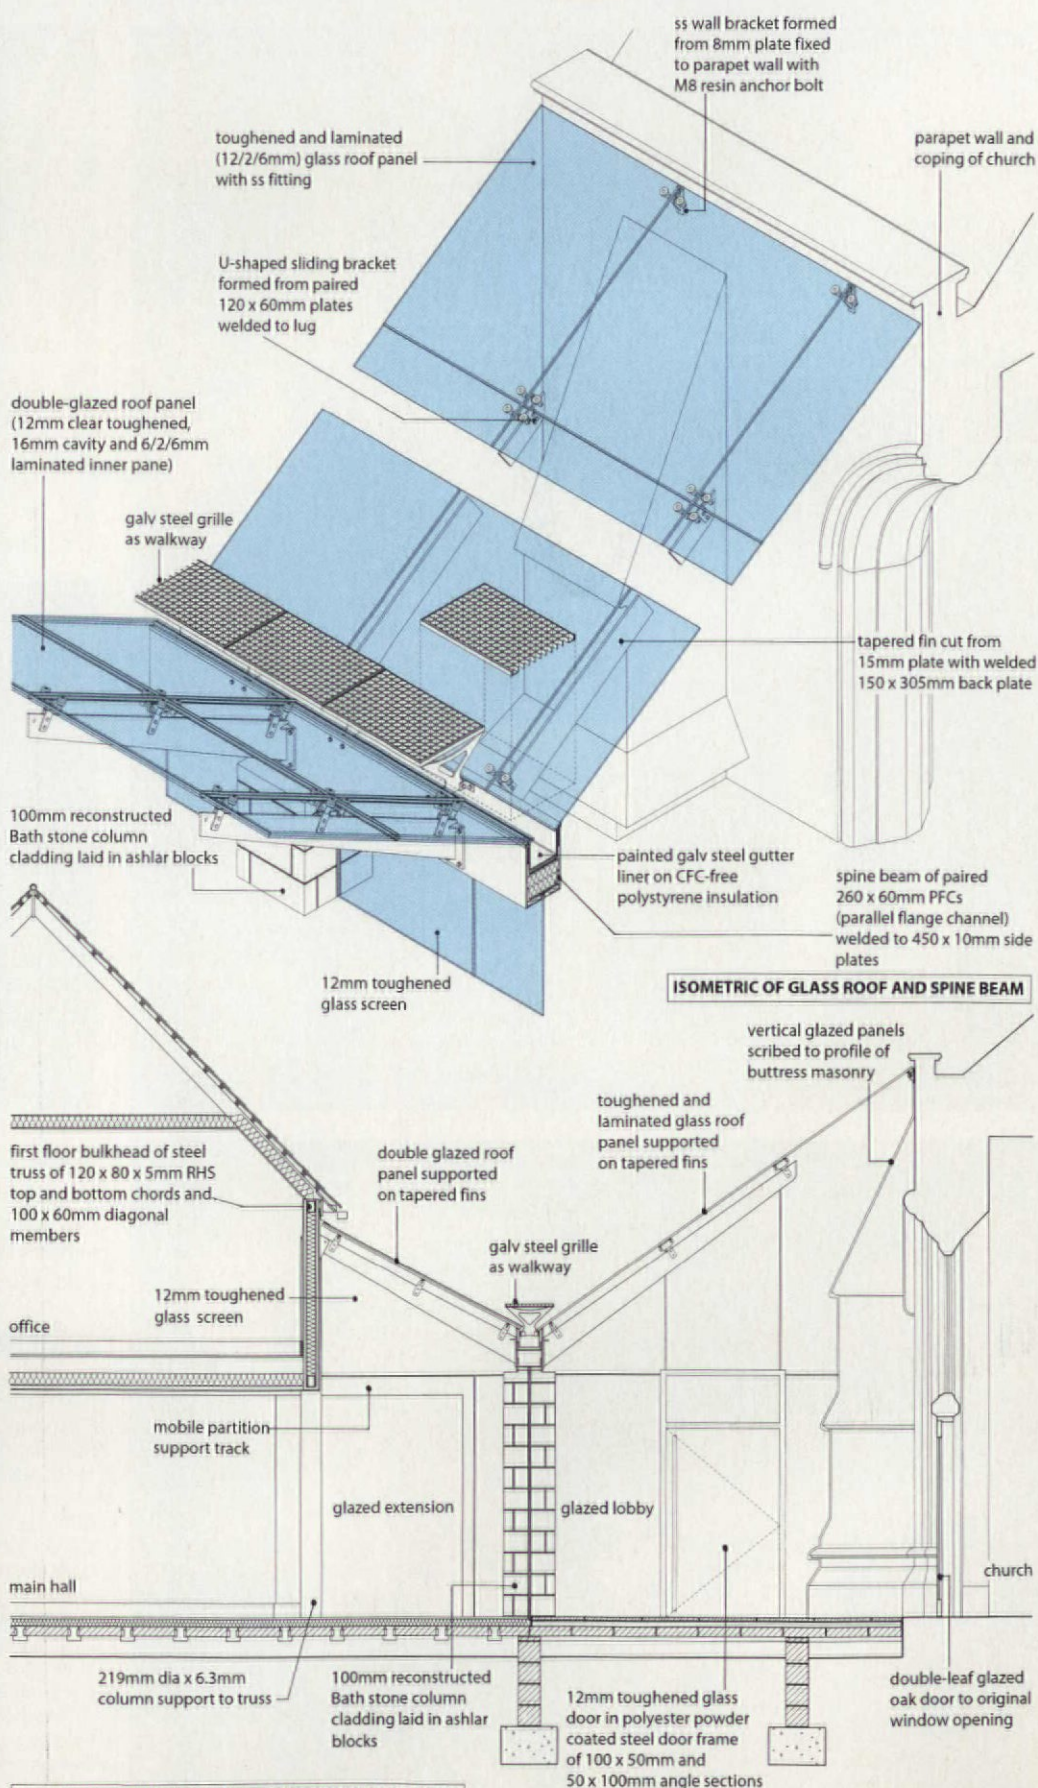 ss wall bracket formed
from 8mm plate fixed
to parapet wall with
M8 resin anchor bolt
toughened and laminated
(12/2/6mm) glass roof panel
with ss fitting
parapet wall and
coping of church
U-shaped sliding bracket
formed from paired
120 x 60mm plates
welded to lug
double-glazed roof panel
(12mm clear toughened,
16mm cavity and 6/2/6mm
laminated inner pane)
galv steel grille
as walkway
tapered fin cut from
15mm plate with welded
150 x 305mm back plate
100mm reconstructed
Bath stone column
cladding laid in ashlar blocks
painted galv steel gutter
liner on CFC-free
polystyrene insulation
spine beam of paired
260 x 60mm PFCs
(parallel flange channel)
welded to 450 x 10mm side
plates
12mm toughened
glass screen
ISOMETRIC OF GLASS ROOF AND SPINE BEAM
vertical glazed panels
scribed to profile of
buttress masonry
toughened and
laminated glass roof
panel supported
on tapered fins
first floor bulkhead of steel
truss of 120 x 80 x 5mm RHS
top and bottom chords and
100 x 60mm diagonal
members
double glazed roof
panel supported
on tapered fins
galv steel grille
as walkway
12mm toughened
glass screen
office
mobile partition
support track
glazed extension
glazed lobby
main hall
church
219mm dia x 6.3mm
column support to truss
100mm reconstructed
Bath stone column
cladding laid in ashlar
blocks
12mm toughened glass
door in polyester powder
coated steel door frame
of 100 x 50mm and
50 x 100mm angle sections
double-leaf glazed
oak door to original
window opening